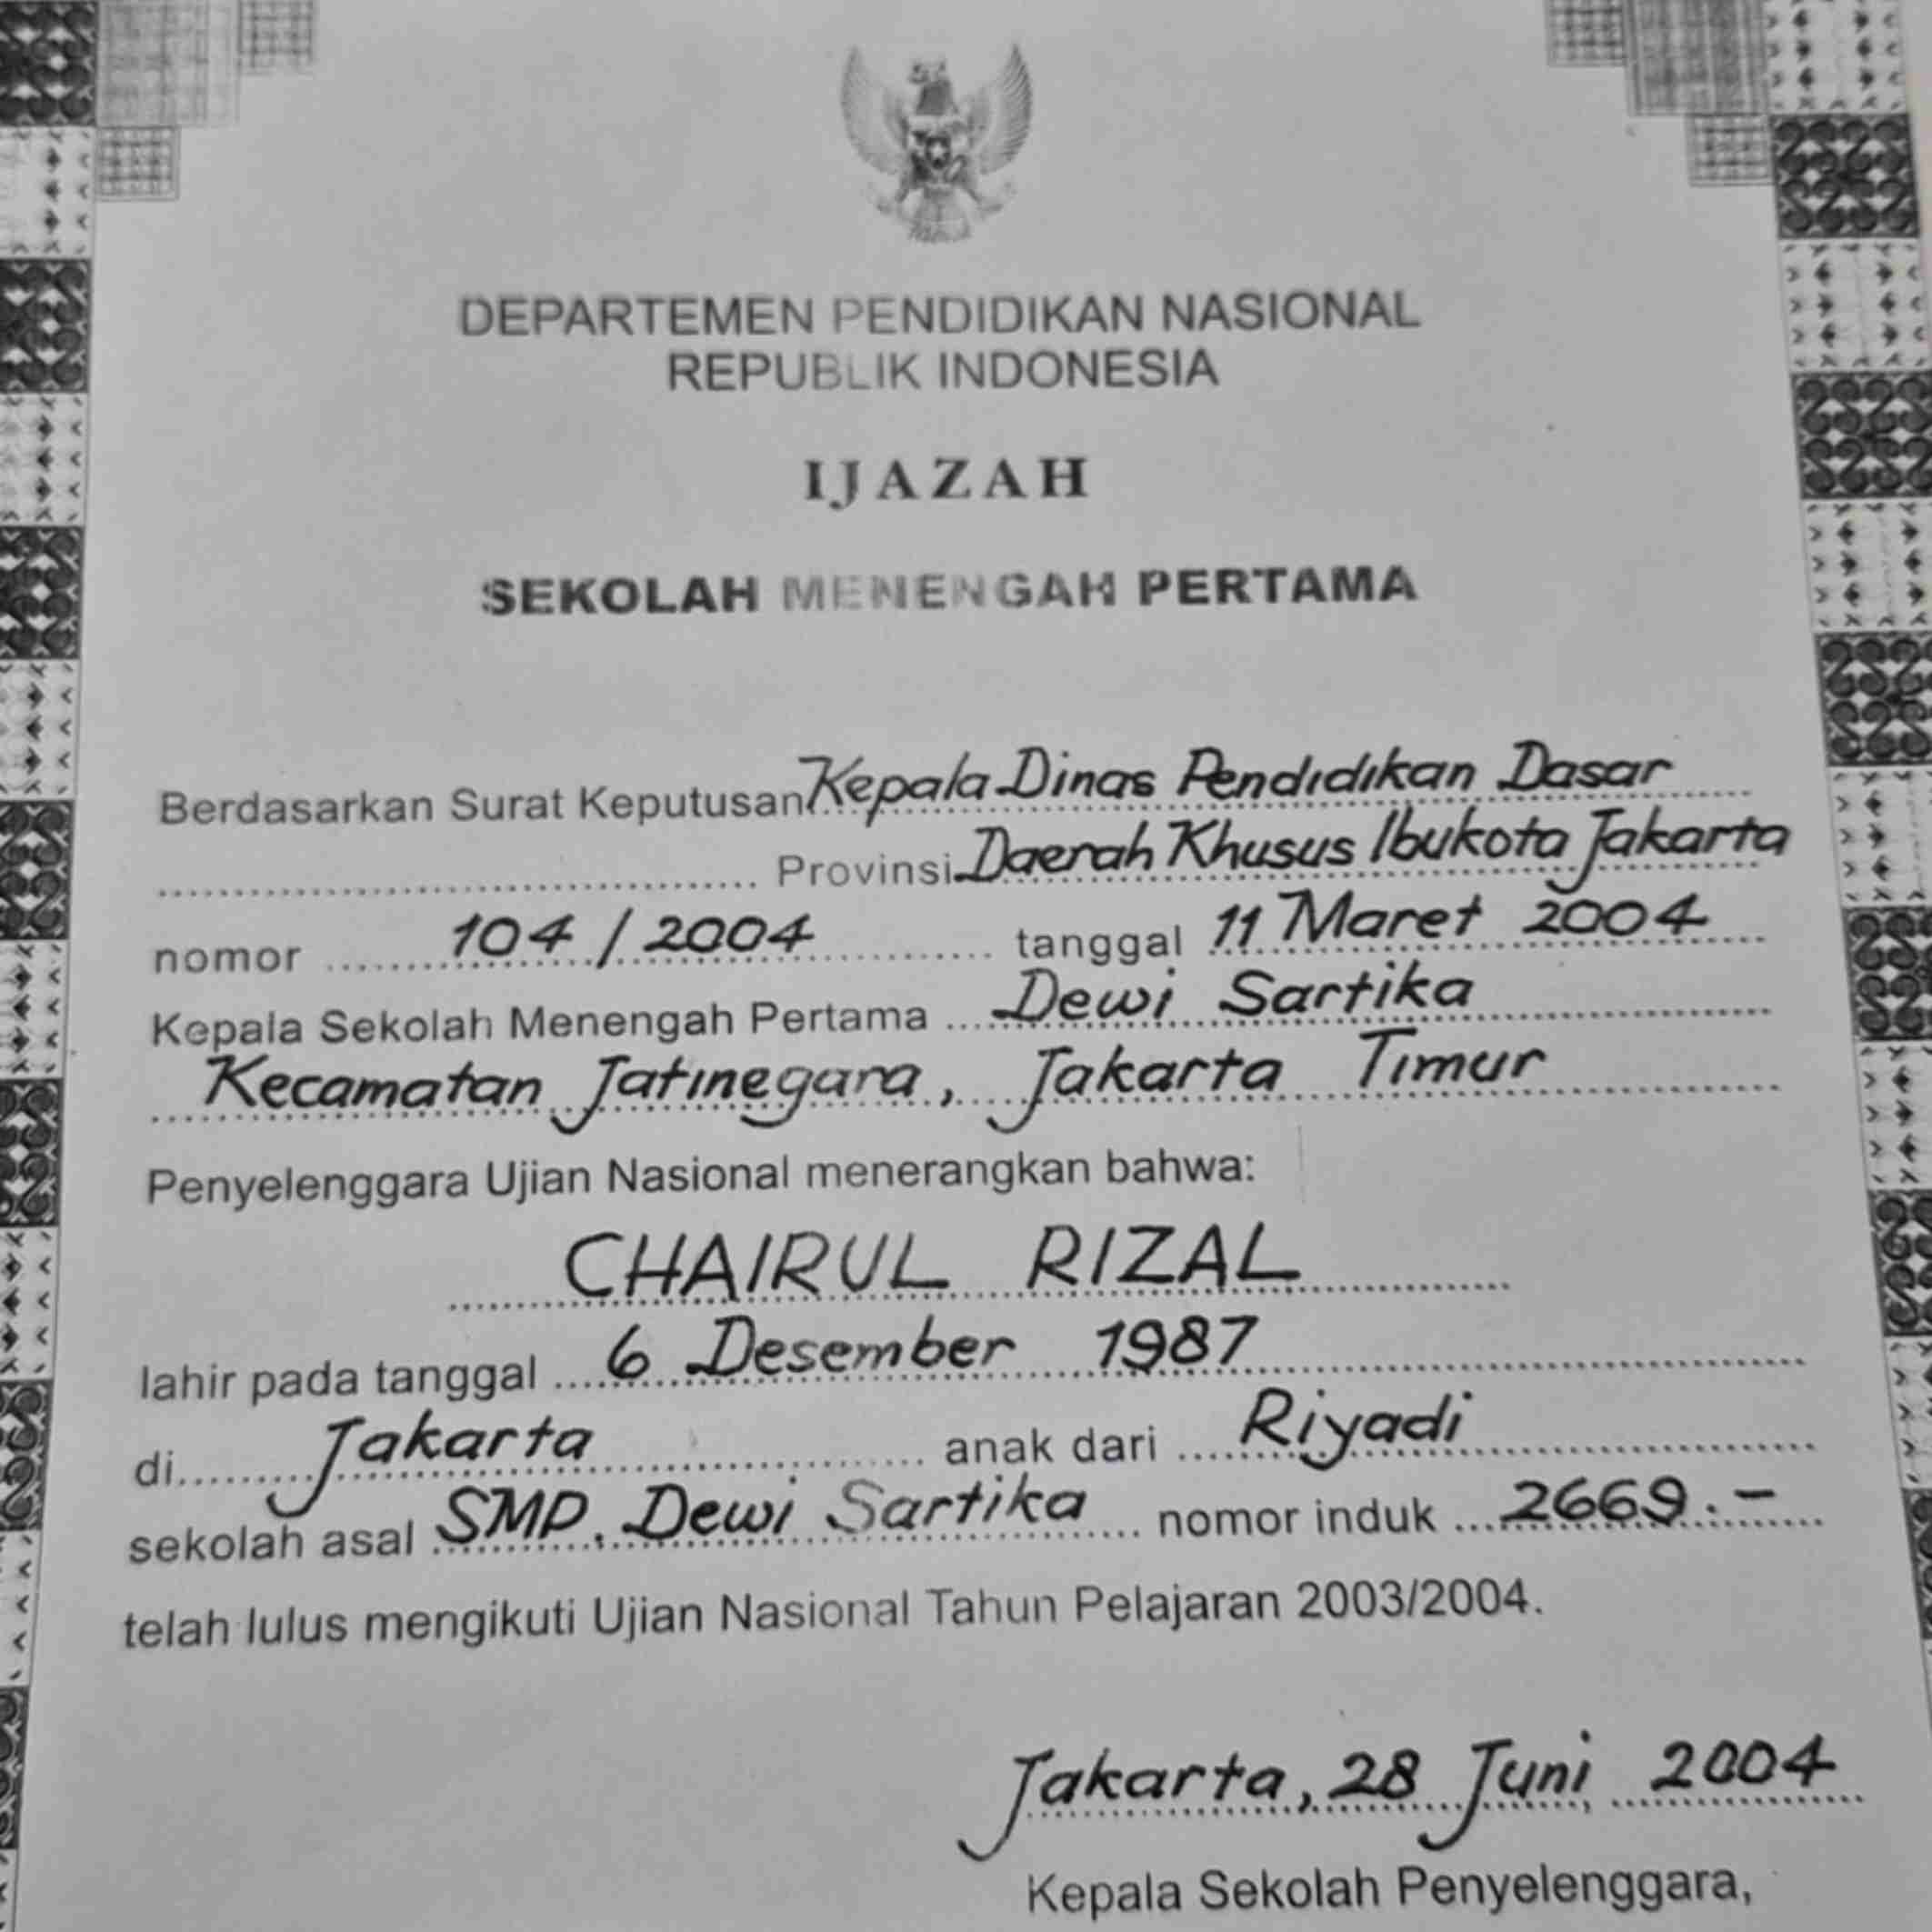 DEPARTEMEN PENDIDIKAN NASIONAL
REPUBLIK INDONESIA
IJAZAH
SEKOLAH MENENGAH PERTAMA
Berdasarkan Surat Keputusan Kepala Dinas Pendidikan Dasar
Provinsi Daerah Khusus Ibukota Jakarta
nomor 104 / 2004 tanggal 11 Maret 2004
Kepala Sekolah Menengah Pertama Dewi Sartika
Kecamatan Jatinegara, Jakarta Timur
Penyelenggara Ujian Nasional menerangkan bahwa:
CHAIRUL RIZAL
lahir pada tanggal 6 Desember 1987
di Jakarta anak dari Riyadi
sekolah asal SMP. Dewi Sartika nomor induk 2669.-
telah lulus mengikuti Ujian Nasional Tahun Pelajaran 2003/2004.
Jakarta, 28 Juni 2004
Kepala Sekolah Penyelenggara,